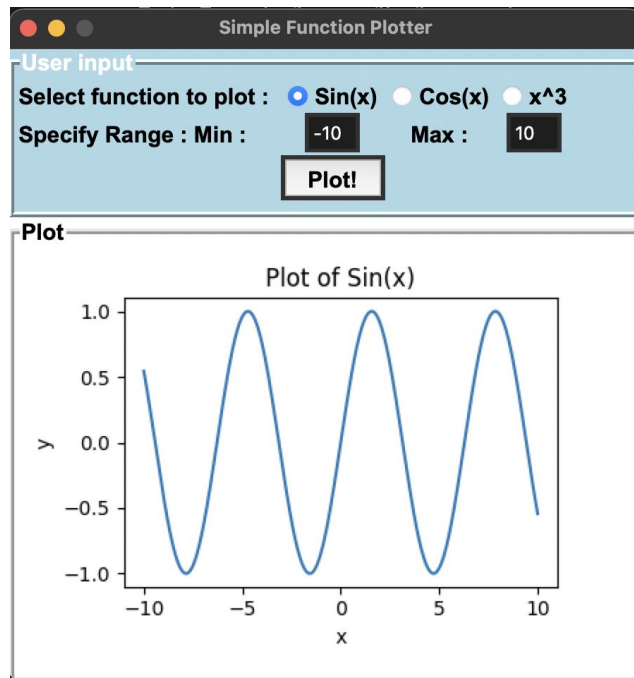 Simple Function Plotter
User input
Select function to plot : Sin(x) Cos(x) x^3
Specify Range : Min : -10 Max : 10
Plot!
Plot
Plot of Sin(x)
1.0
0.5
0.0
y
−0.5
−1.0
−10 −5 0 5 10
x